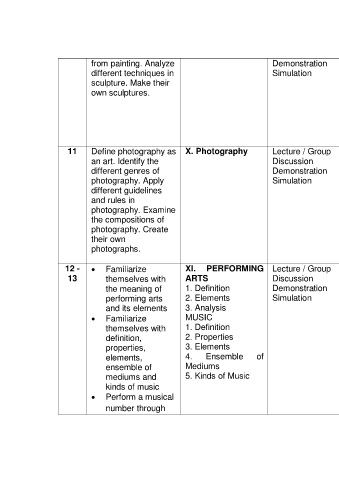 from painting. Analyze
different techniques in
sculpture. Make their
own sculptures.
Demonstration
Simulation
11
Define photography as
an art. Identify the
different genres of
photography. Apply
different guidelines
and rules in
photography. Examine
the compositions of
photography. Create
their own
photographs.
X. Photography
Lecture / Group
Discussion
Demonstration
Simulation
12 -
13
• Familiarize
themselves with
the meaning of
performing arts
and its elements
• Familiarize
themselves with
definition,
properties,
elements,
ensemble of
mediums and
kinds of music
• Perform a musical
number through
XI. PERFORMING
ARTS
1. Definition
2. Elements
3. Analysis
MUSIC
1. Definition
2. Properties
3. Elements
4. Ensemble of
Mediums
5. Kinds of Music
Lecture / Group
Discussion
Demonstration
Simulation